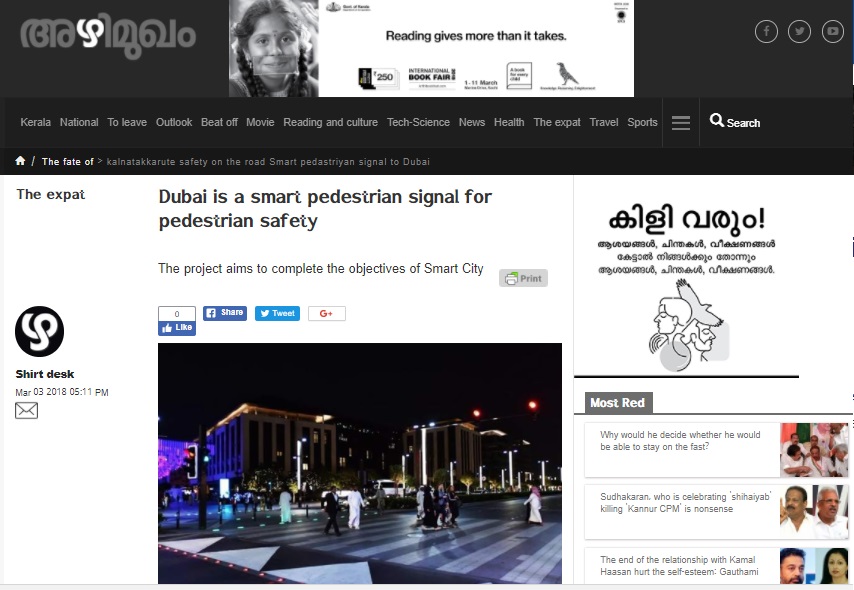 അഴിമുഖം
Reading gives more than it takes.
₹250
INTERNATIONAL
BOOK FAIR
1-11 March
A book
for every
child
Kerala National To leave Outlook Beat off Movie Reading and culture Tech-Science News Health The expat Travel Sports Search
/ The fate of > kalnatakkarute safety on the road Smart pedastriyan signal to Dubai
The expat
Dubai is a smart pedestrian signal for
pedestrian safety
The project aims to complete the objectives of Smart City
Print
0
Like
Share
Tweet
G+
Shirt desk
Mar 03 2018 05:11 PM
കിളി വരും!
ആശയങ്ങൾ, ചിന്തകൾ, വീക്ഷണങ്ങൾ
കേട്ടാൽ നിങ്ങൾക്കും തോന്നും
ആശയങ്ങൾ, ചിന്തകൾ, വീക്ഷണങ്ങൾ.
Most Red
Why would he decide whether he would
be able to stay on the fast?
Sudhakaran, who is celebrating 'shihaiyab'
killing 'Kannur CPM' is nonsense
The end of the relationship with Kamal
Haasan hurt the self-esteem: Gauthami